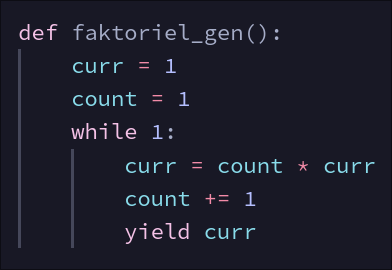 def faktoriel_gen():
    curr = 1
    count = 1
    while 1:
        curr = count * curr
        count += 1
        yield curr